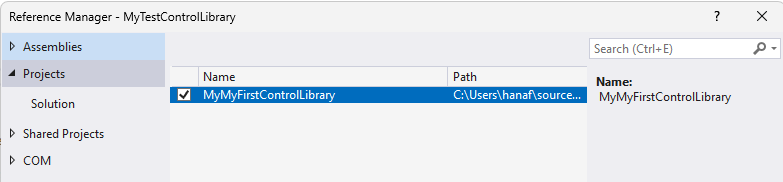 Reference Manager - MyTestControlLibrary
Assemblies
Search (Ctrl+E)
Projects
Name
Path
Name:
MyMyFirstControlLibrary
C:\Users\hanaf\source...
MyMyFirstControlLibrary
Solution
Shared Projects
COM